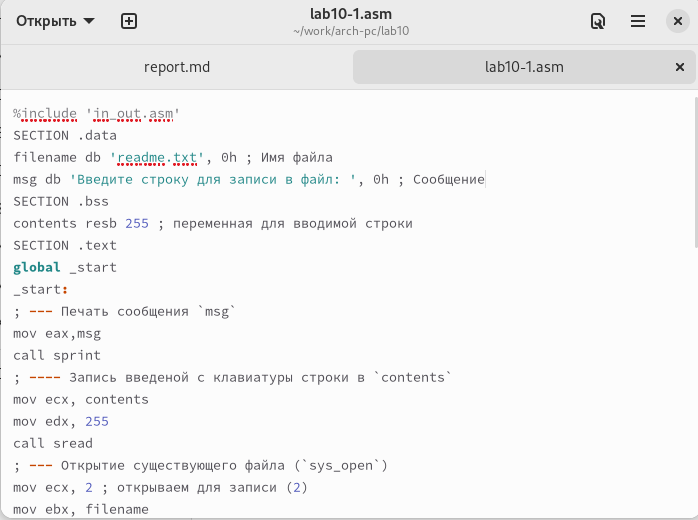 Открыть
lab10-1.asm
~/work/arch-pc/lab10
report.md
lab10-1.asm
%include 'in_out.asm'
SECTION .data
filename db 'readme.txt', 0h ; Имя файла
msg db 'Введите строку для записи в файл: ', 0h ; Сообщение
SECTION .bss
contents resb 255 ; переменная для вводимой строки
SECTION .text
global _start
_start:
; --- Печать сообщения `msg`
mov eax,msg
call sprint
; ---- Запись введеной с клавиатуры строки в `contents`
mov ecx, contents
mov edx, 255
call sread
; --- Открытие существующего файла (`sys_open`)
mov ecx, 2 ; открываем для записи (2)
mov ebx, filename